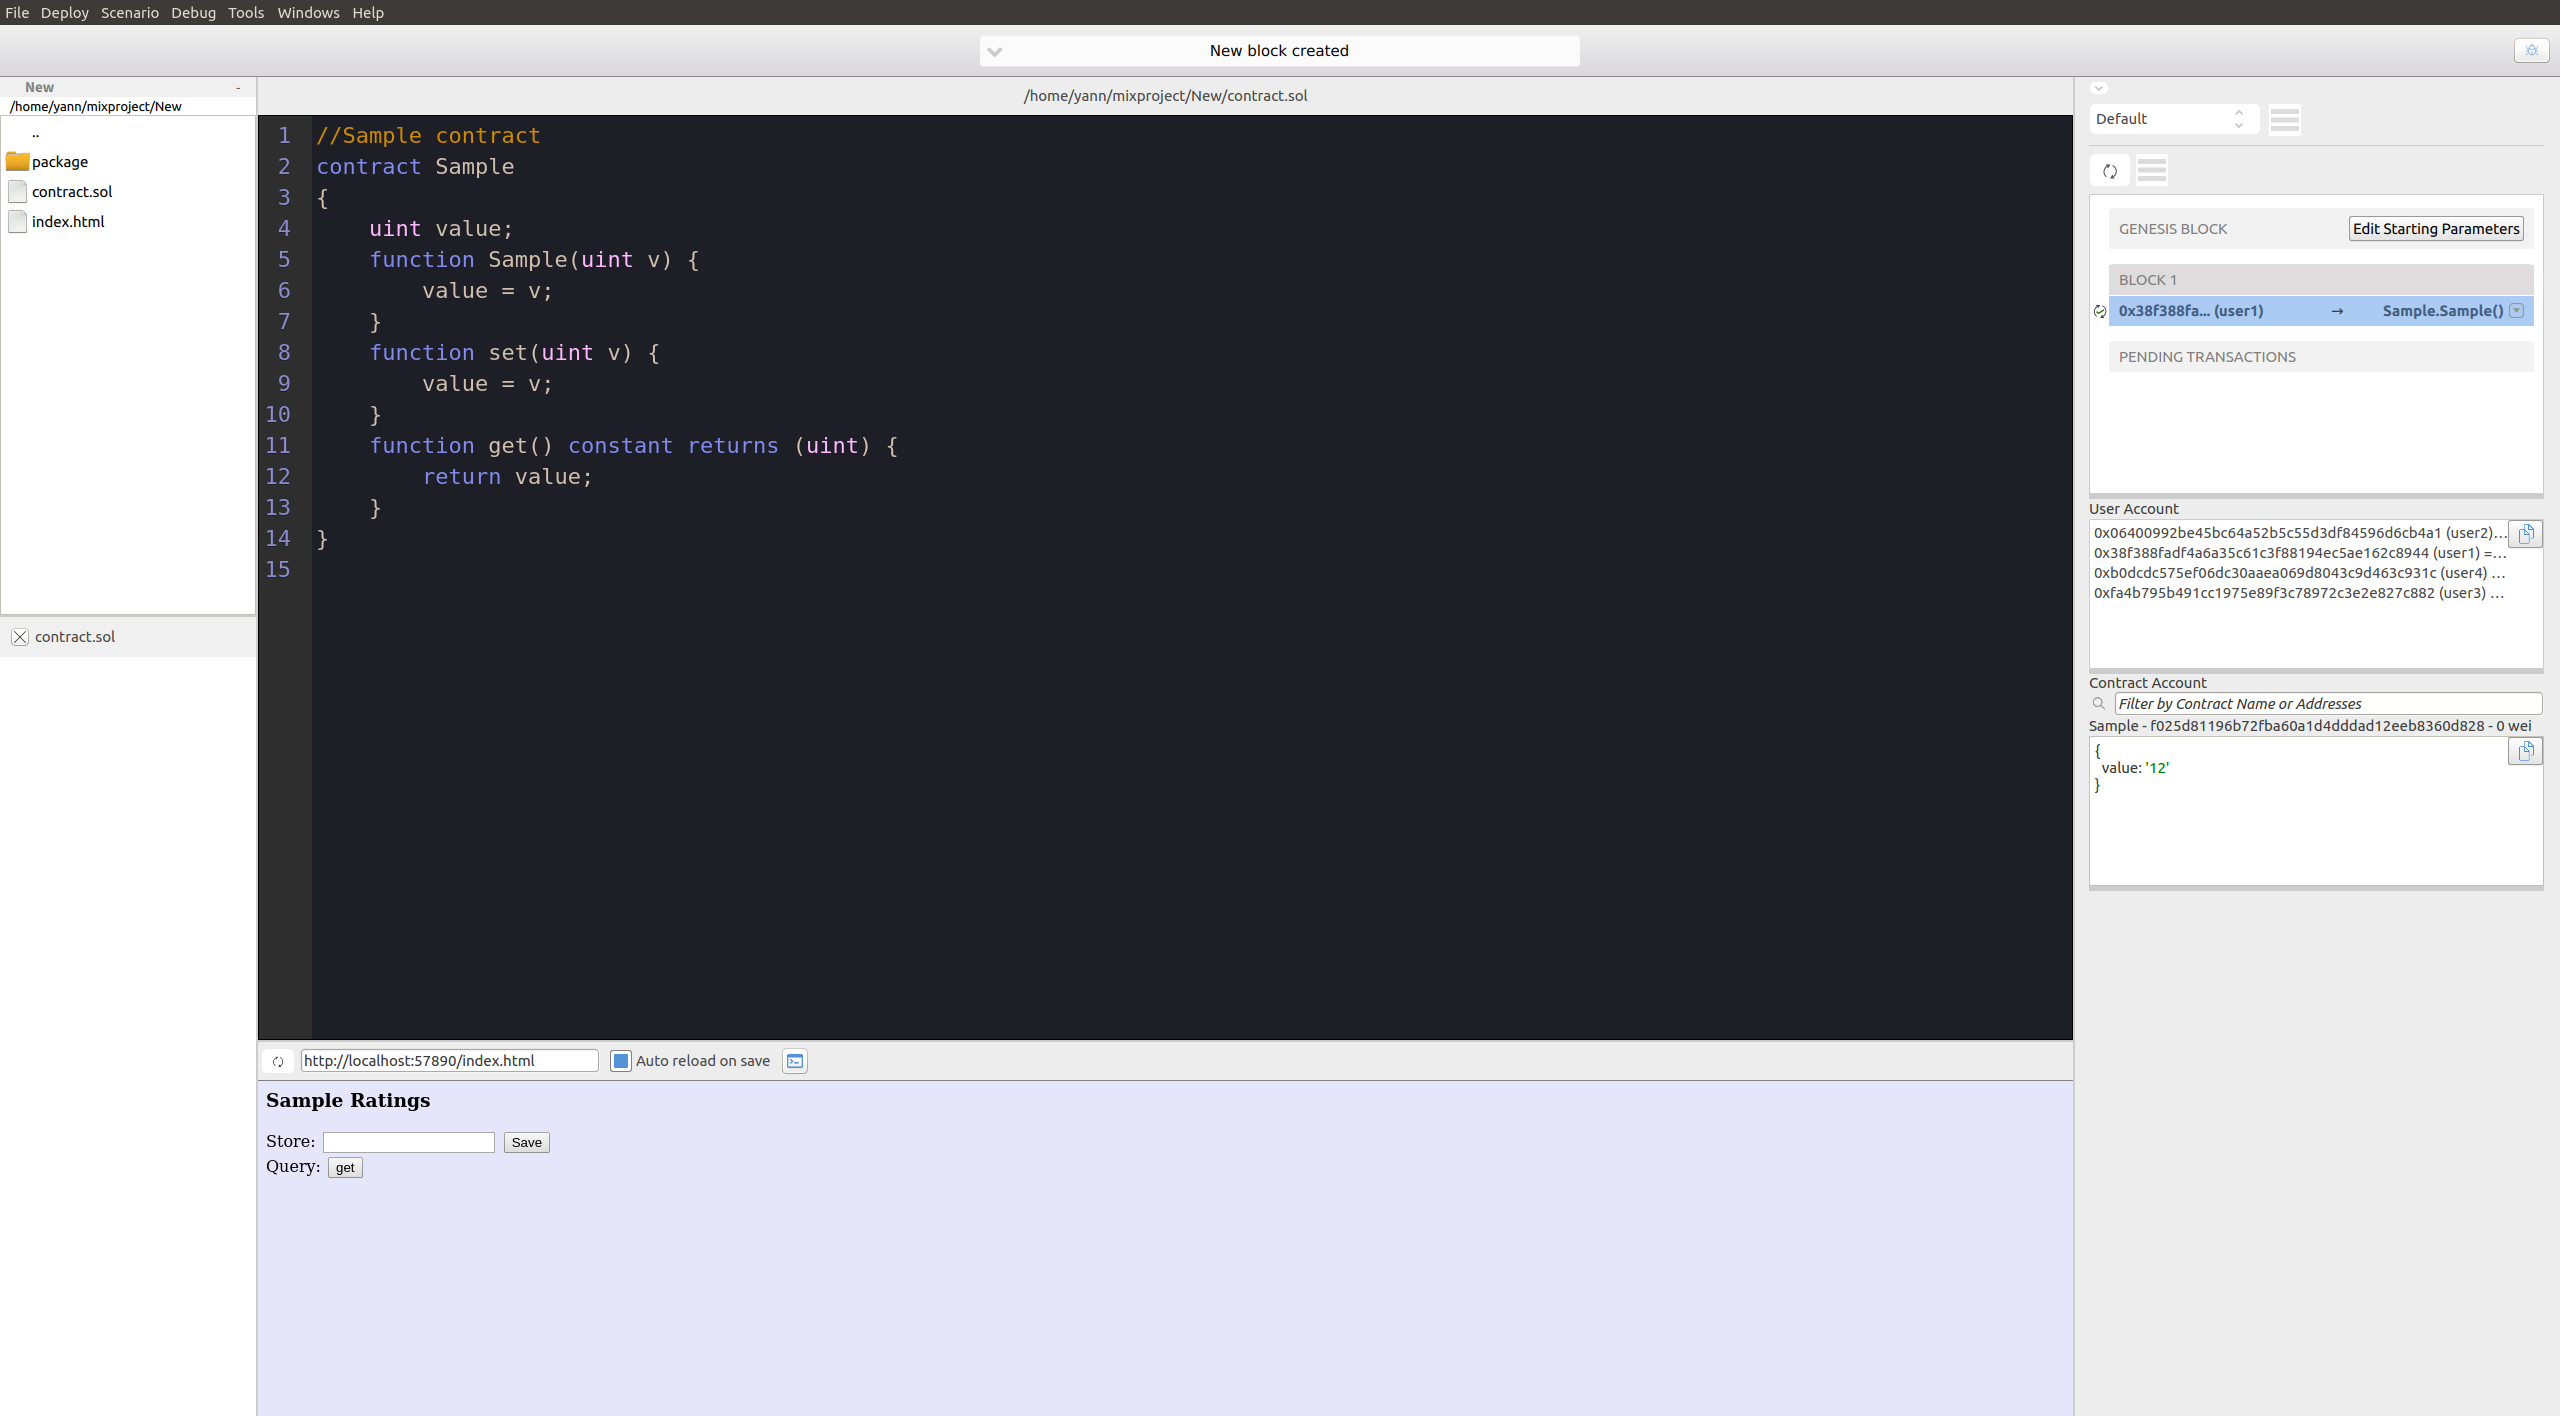 File Deploy Scenario Debug Tools Windows Help
New block created
New -
/home/yann/mixproject/New
..
package
contract.sol
index.html
contract.sol
/home/yann/mixproject/New/contract.sol
1 //Sample contract
2 contract Sample
3 {
4     uint value;
5     function Sample(uint v) {
6         value = v;
7     }
8     function set(uint v) {
9         value = v;
10     }
11     function get() constant returns (uint) {
12         return value;
13     }
14 }
15
http://localhost:57890/index.html Auto reload on save
Sample Ratings
Store: Save
Query: get
Default
GENESIS BLOCK Edit Starting Parameters
BLOCK 1
0x38f388fa... (user1) → Sample.Sample()
PENDING TRANSACTIONS
User Account
0x06400992be45bc64a52b5c55d3df84596d6cb4a1 (user2)...
0x38f388fadf4a6a35c61c3f88194ec5ae162c8944 (user1) =...
0xb0dcdc575ef06dc30aaea069d8043c9d463c931c (user4) ...
0xfa4b795b491cc1975e89f3c78972c3e2e827c882 (user3) ...
Contract Account
Filter by Contract Name or Addresses
Sample - f025d81196b72fba60a1d4dddad12eeb8360d828 - 0 wei
{
value: '12'
}